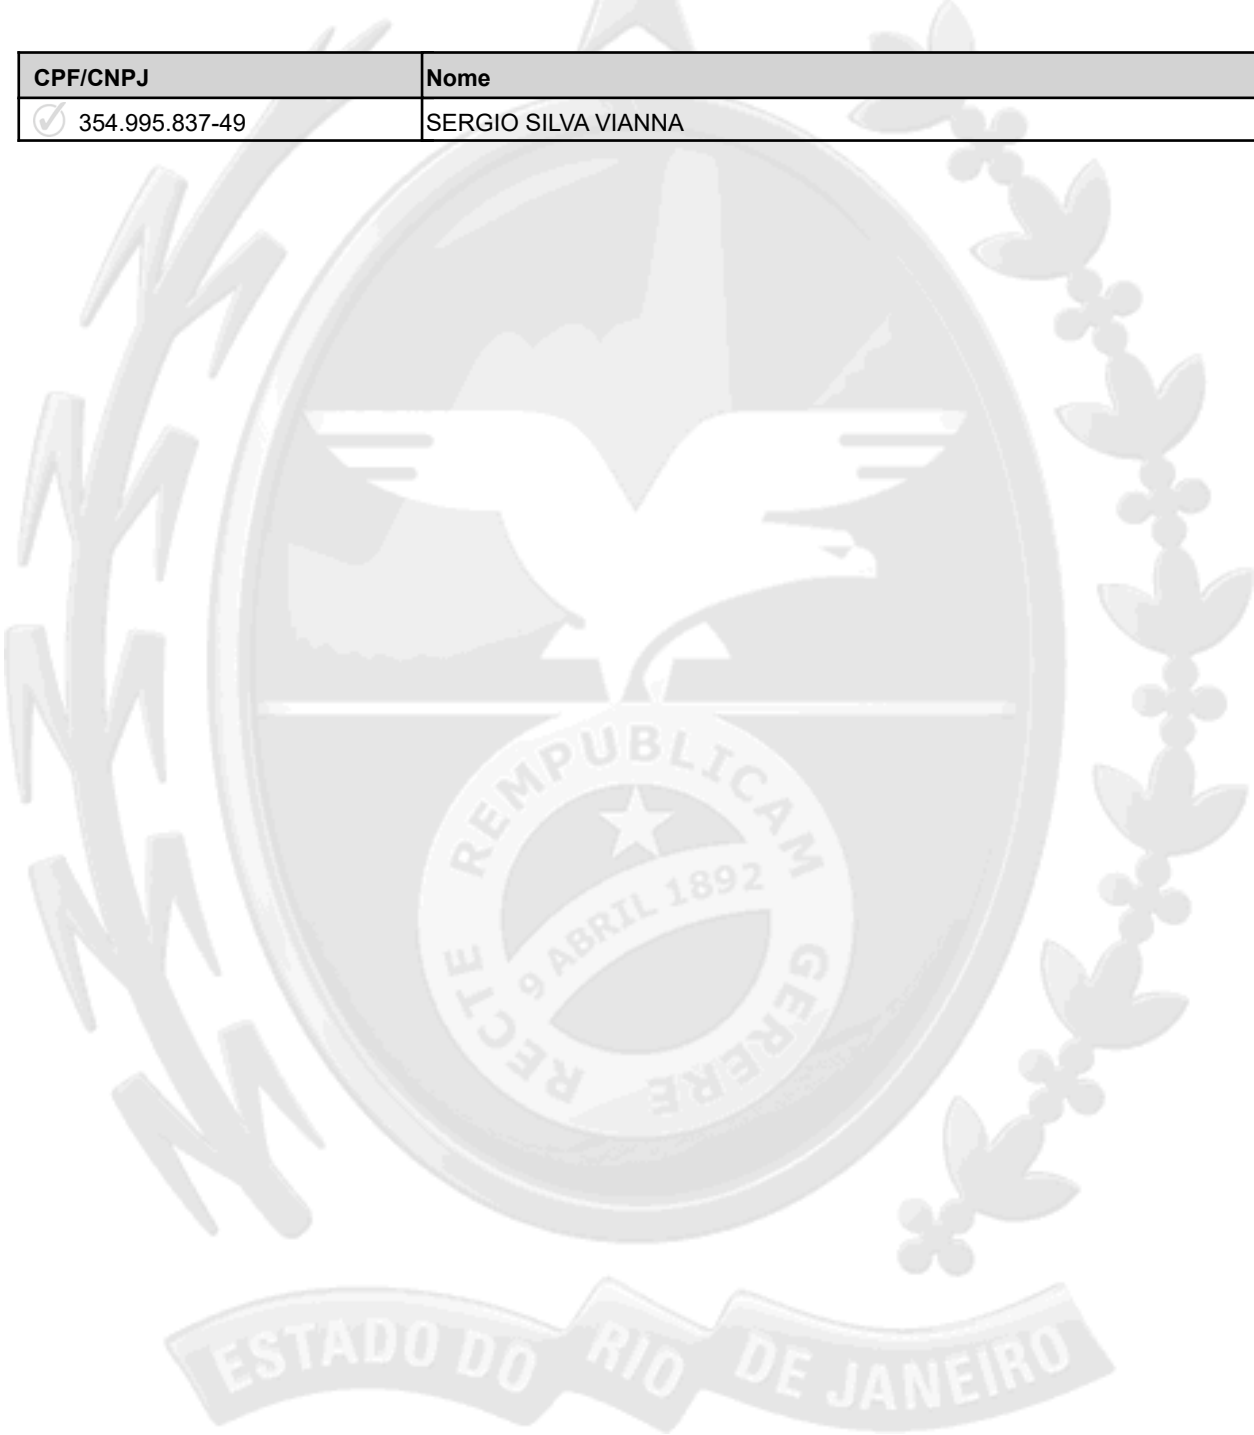 CPF/CNPJ Nome
354.995.837-49 SERGIO SILVA VIANNA
RECTE REMPUBLICAM GERERE
9 ABRIL 1892
ESTADO DO RIO DE JANEIRO